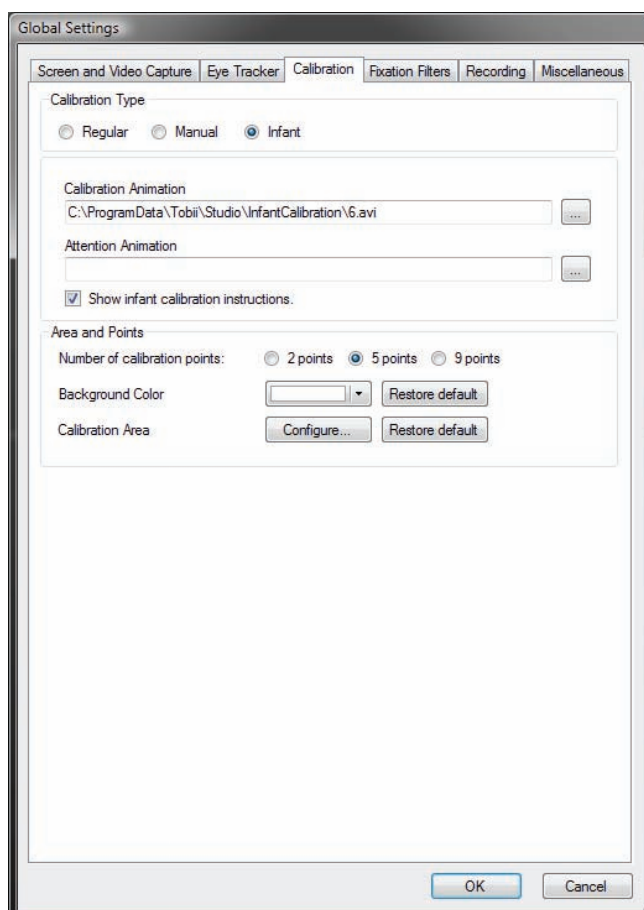 Global Settings
Screen and Video Capture Eye Tracker Calibration Fixation Filters Recording Miscellaneous
Calibration Type
Regular Manual Infant
Calibration Animation
C:\ProgramData\Tobii\Studio\InfantCalibration\6.avi ...
Attention Animation
...
Show infant calibration instructions.
Area and Points
Number of calibration points: 2 points 5 points 9 points
Background Color Restore default
Calibration Area Configure... Restore default
OK Cancel